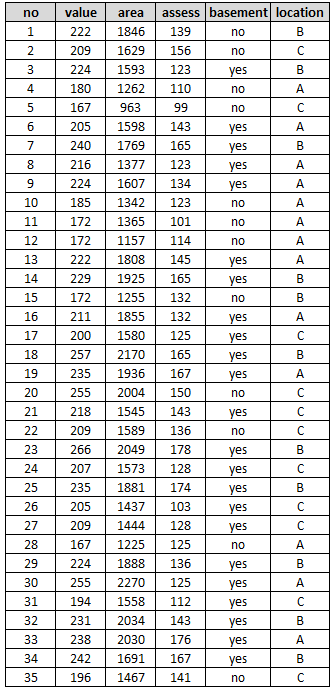 no value area assess basement location
1 222 1846 139 no B
2 209 1629 156 no C
3 224 1593 123 yes B
4 180 1262 110 no A
5 167 963 99 no C
6 205 1598 143 yes A
7 240 1769 165 yes B
8 216 1377 123 yes A
9 224 1607 134 yes A
10 185 1342 123 no A
11 172 1365 101 no A
12 172 1157 114 no A
13 222 1808 145 yes A
14 229 1925 165 yes B
15 172 1255 132 no B
16 211 1855 132 yes A
17 200 1580 125 yes C
18 257 2170 165 yes B
19 235 1936 167 yes A
20 255 2004 150 no C
21 218 1545 143 yes C
22 209 1589 136 no C
23 266 2049 178 yes B
24 207 1573 128 yes C
25 235 1881 174 yes B
26 205 1437 103 yes C
27 209 1444 128 yes C
28 167 1225 125 no A
29 224 1888 136 yes B
30 255 2270 125 yes A
31 194 1558 112 yes C
32 231 2034 143 yes B
33 238 2030 176 yes A
34 242 1691 167 yes B
35 196 1467 141 no C